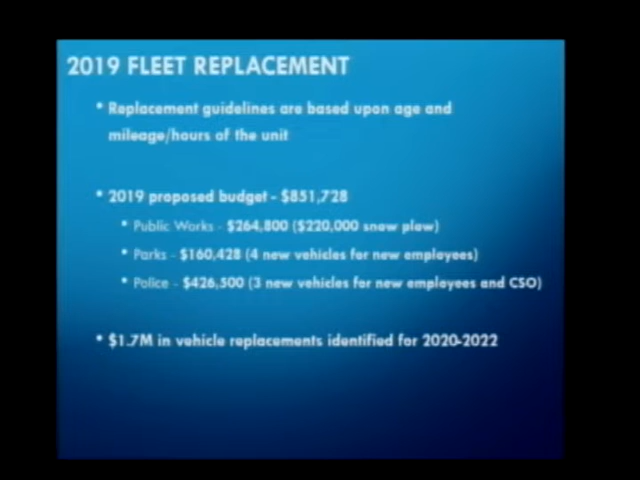 2019 FLEET REPLACEMENT
• Replacement guidelines are based upon age and
mileage/hours of the unit
• 2019 proposed budget - $851,728
• Public Works - $264,800 ($220,000 snow plow)
• Parks - $160,428 (4 new vehicles for new employees)
• Police - $426,500 (3 new vehicles for new employees and CSO)
• $1.7M in vehicle replacements identified for 2020-2022